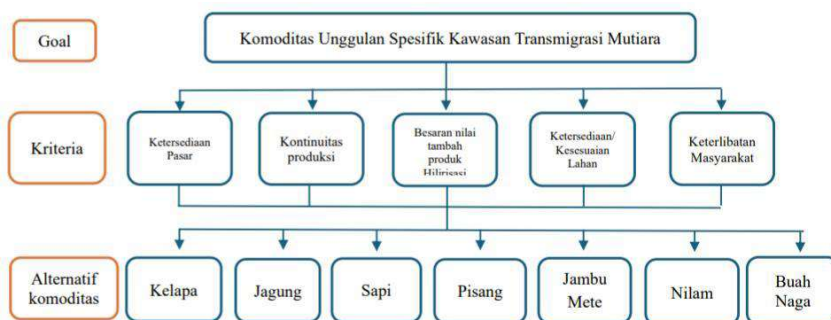 Goal
Komoditas Unggulan Spesifik Kawasan Transmigrasi Mutiara
Kriteria
Ketersediaan
Pasar
Kontinuitas
produksi
Besaran nilai
tambah
produk
Hilirisasi
Ketersediaan/
Kesesuaian
Lahan
Keterlibatan
Masyarakat
Alternatif
komoditas
Kelapa
Jagung
Sapi
Pisang
Jambu
Mete
Nilam
Buah
Naga